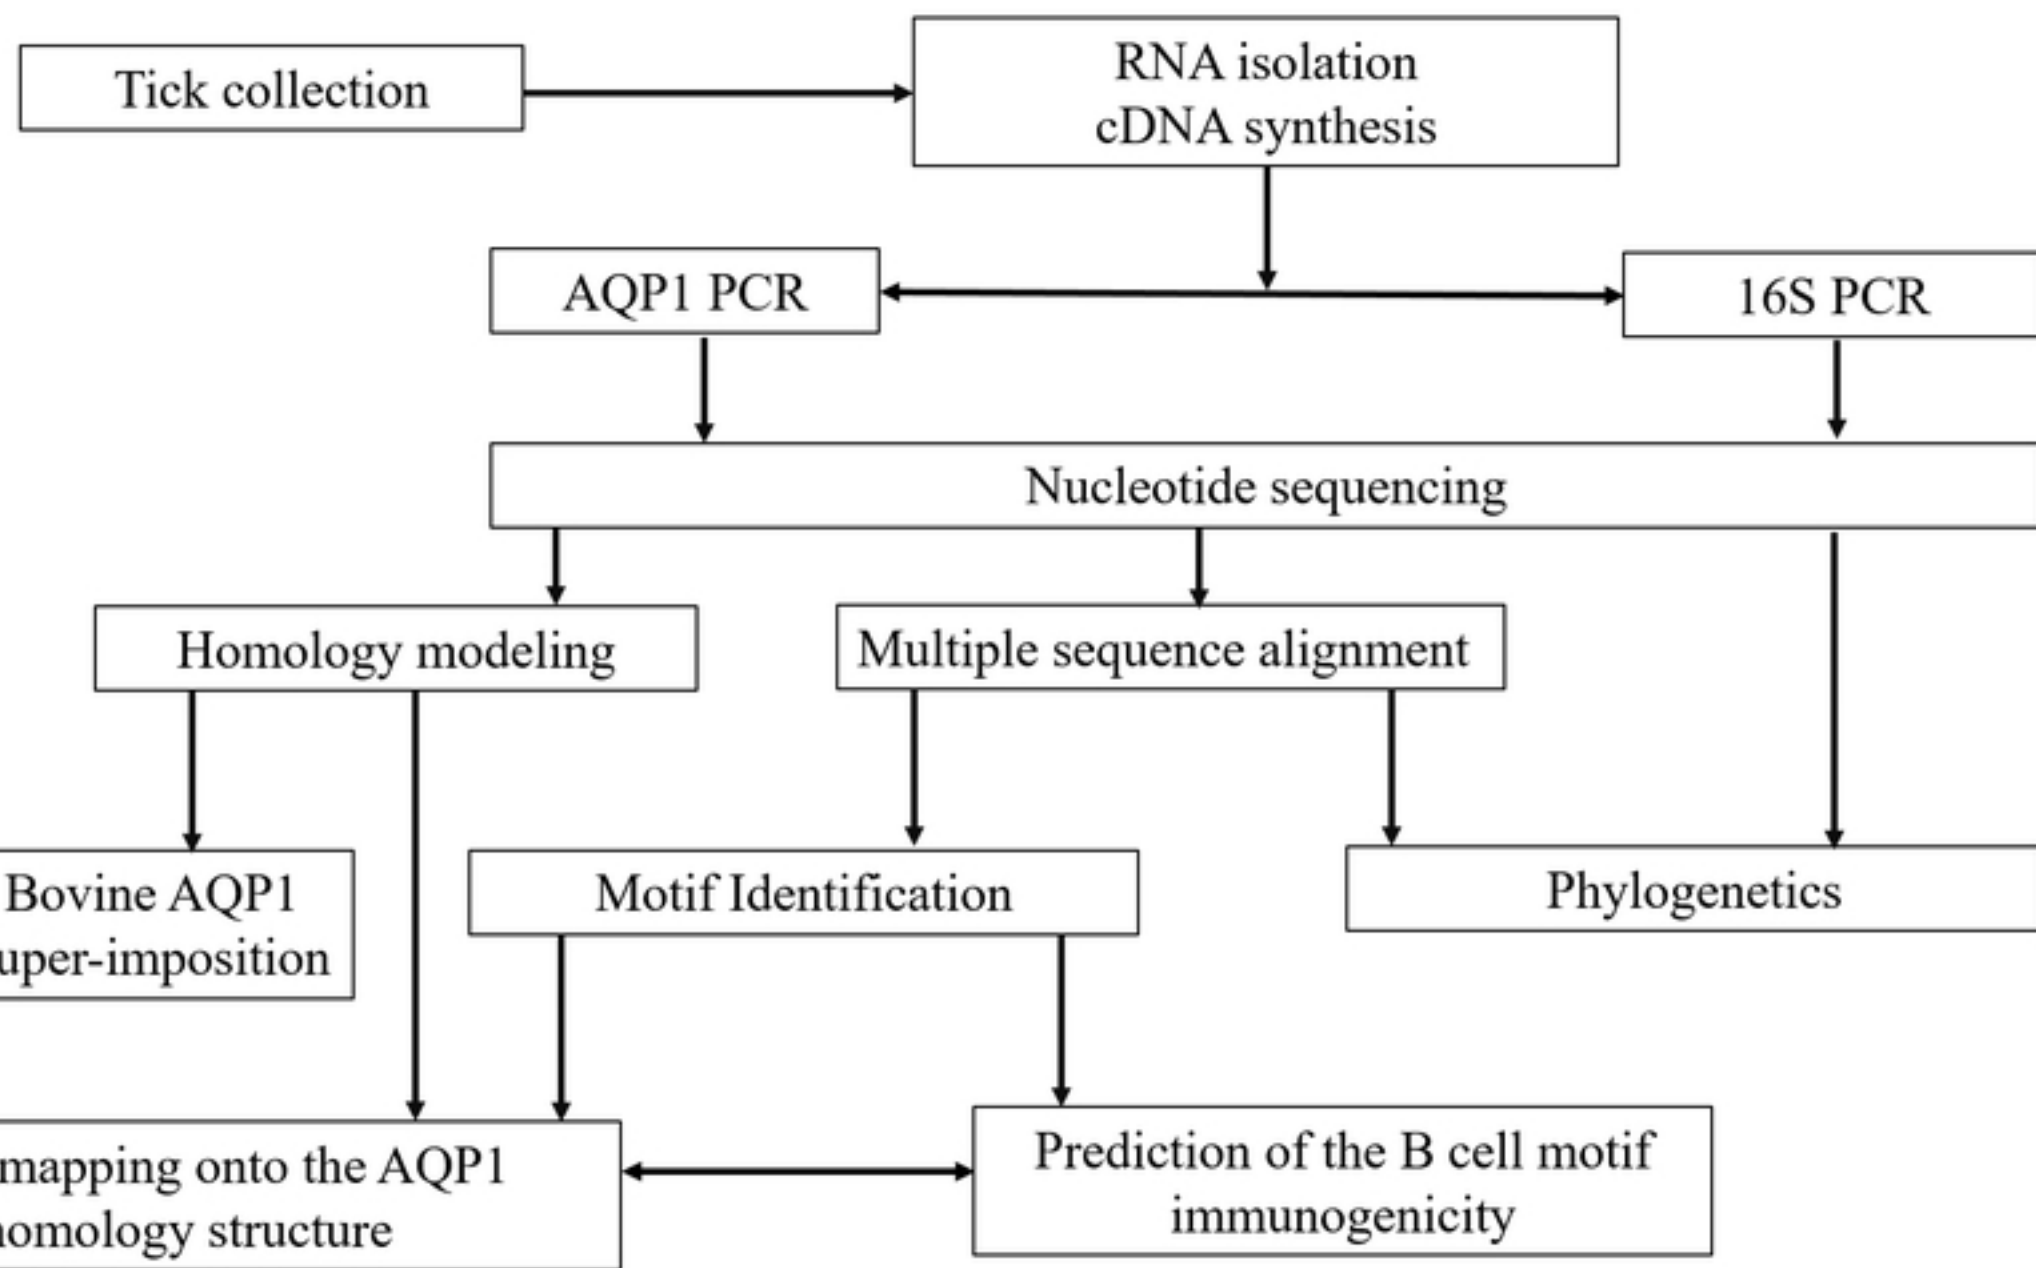 Tick collection
RNA isolation
cDNA synthesis
AQP1 PCR
16S PCR
Nucleotide sequencing
Homology modeling
Multiple sequence alignment
Bovine AQP1
uper-imposition
Motif Identification
Phylogenetics
mapping onto the AQP1
homology structure
Prediction of the B cell motif
immunogenicity